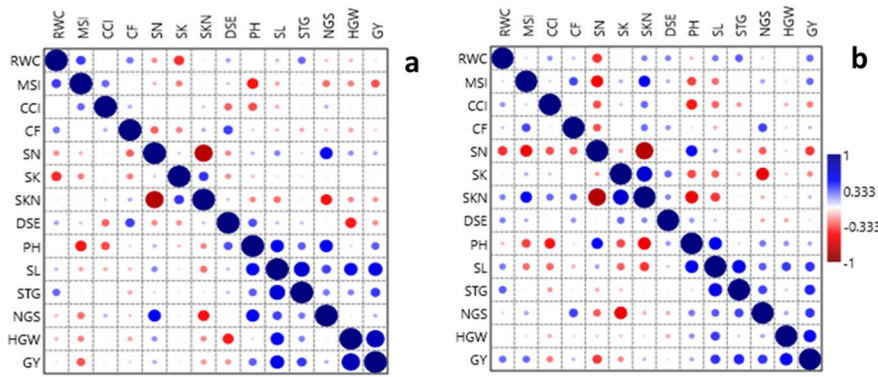 RWC MSI CCI CF SN SK SKN DSE PH SL STG NGS HGW GY
RWC
MSI
CCI
CF
SN
SK
SKN
DSE
PH
SL
STG
NGS
HGW
GY
a
RWC MSI CCI CF SN SK SKN DSE PH SL STG NGS HGW GY
RWC
MSI
CCI
CF
SN
SK
SKN
DSE
PH
SL
STG
NGS
HGW
GY
b
1
0.333
-0.333
-1